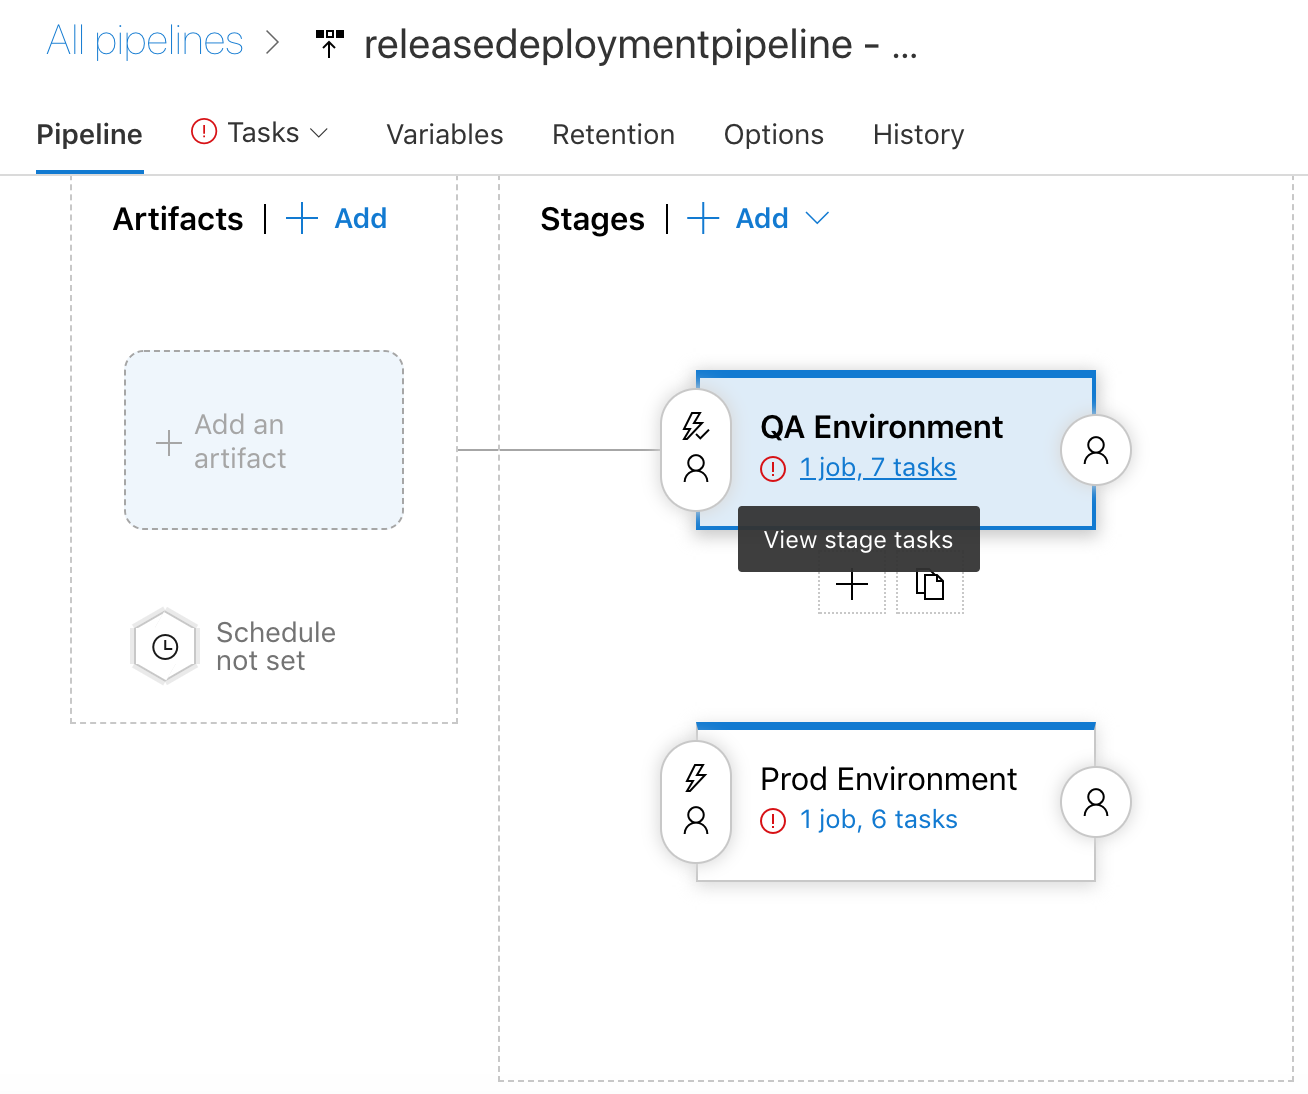 All pipelines > releasedeploymentpipeline - ...
Pipeline Tasks Variables Retention Options History
Artifacts | + Add
Stages | + Add
Add an
artifact
Schedule
not set
QA Environment
1 job, 7 tasks
View stage tasks
Prod Environment
1 job, 6 tasks